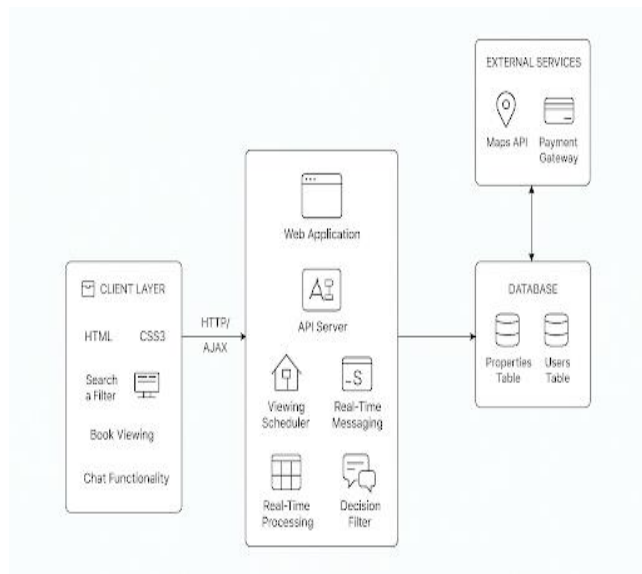 EXTERNAL SERVICES
Maps API
Payment
Gateway
Web Application
CLIENT LAYER
HTML CSS3
Search
a Filter
Book Viewing
Chat Functionality
HTTP/
AJAX
API Server
Viewing
Scheduler
Real-Time
Messaging
Real-Time
Processing
Decision
Filter
DATABASE
Properties
Table
Users
Table